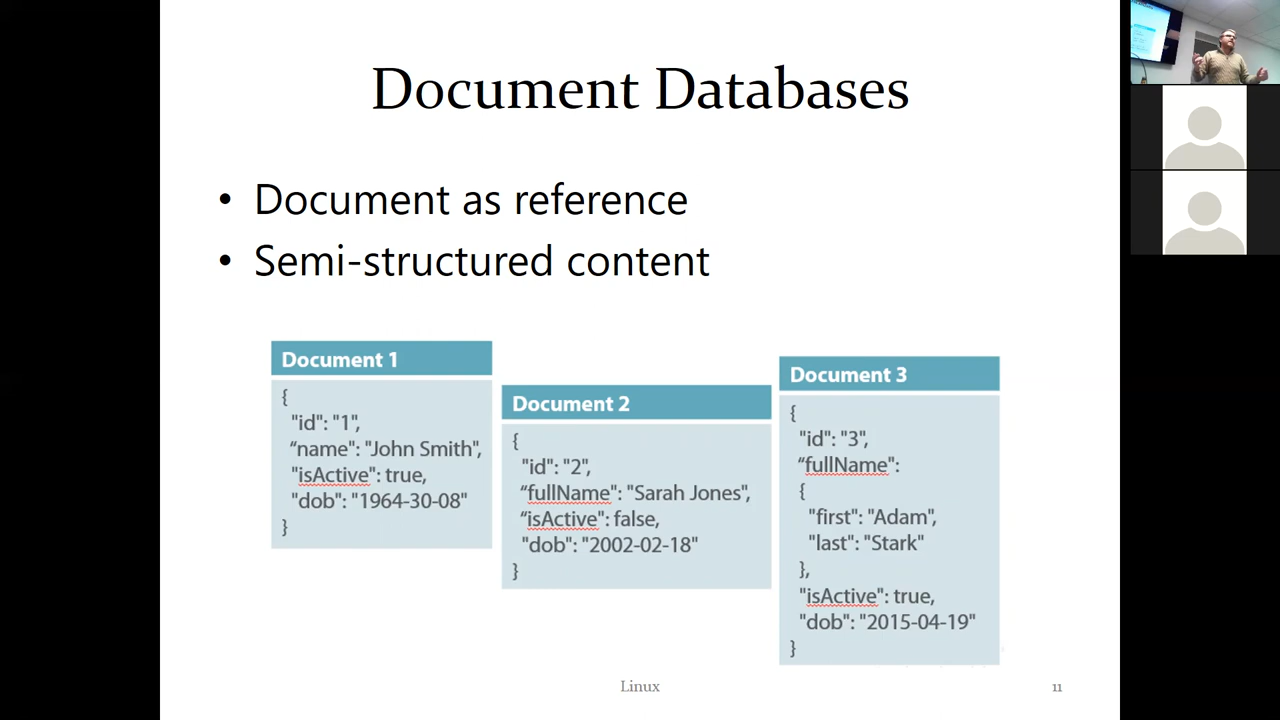 Document Databases
• Document as reference
• Semi-structured content
Document 1
{
"id": "1",
“name": "John Smith",
"isActive": true,
"dob": "1964-30-08"
}
Document 2
{
"id": "2",
“fullName": "Sarah Jones",
“isActive": false,
"dob": "2002-02-18"
}
Document 3
{
"id": "3",
“fullName":
{
"first": "Adam",
"last": "Stark"
},
"isActive": true,
"dob": "2015-04-19"
}
Linux
11